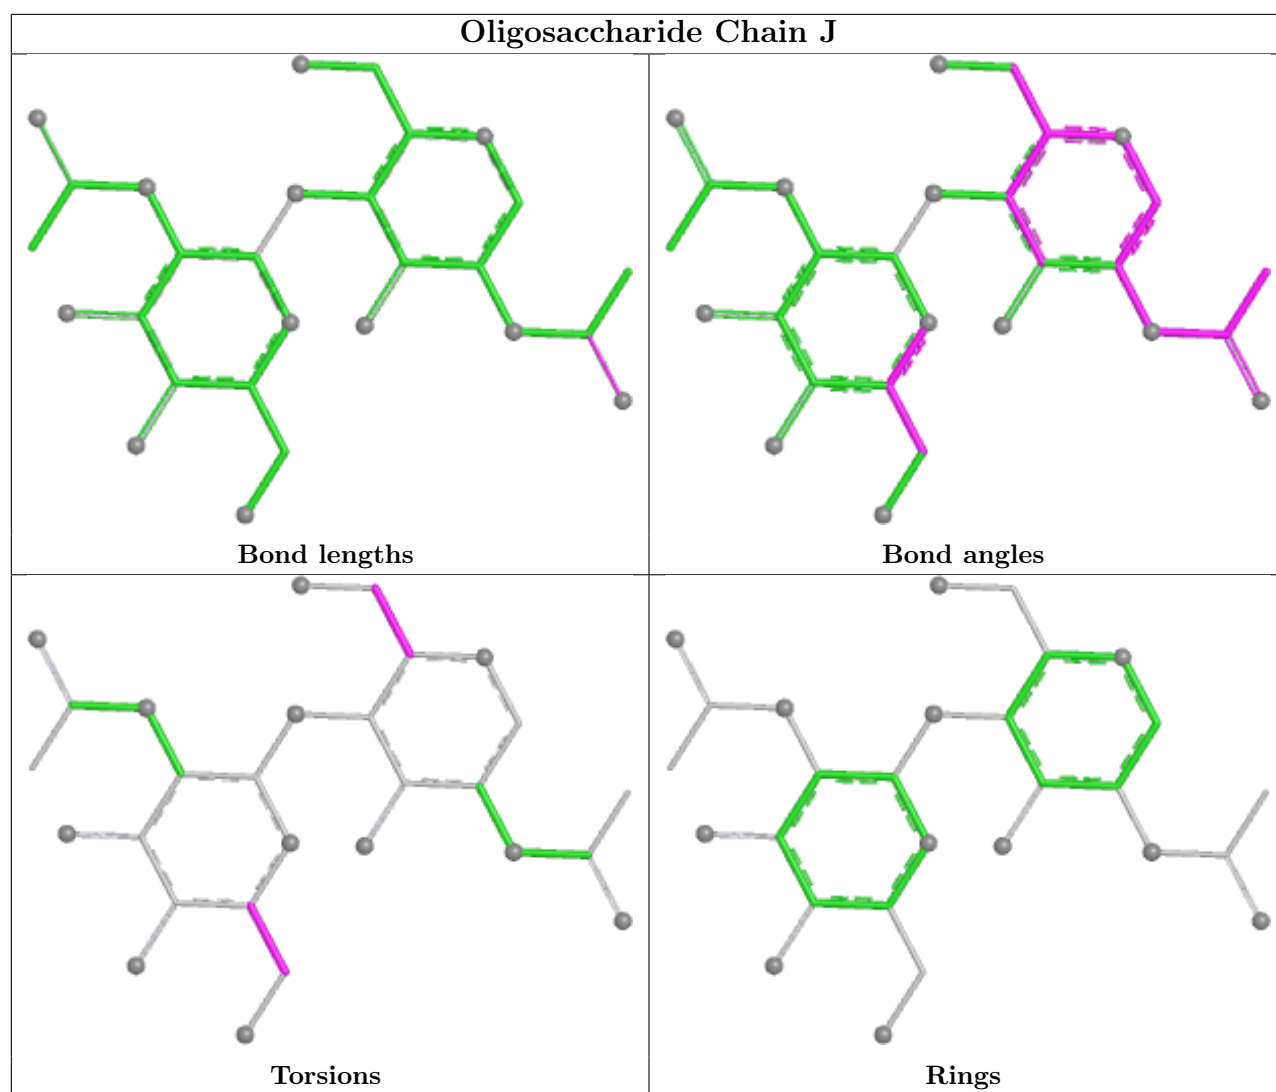 Oligosaccharide Chain J
Bond lengths
Bond angles
Torsions
Rings